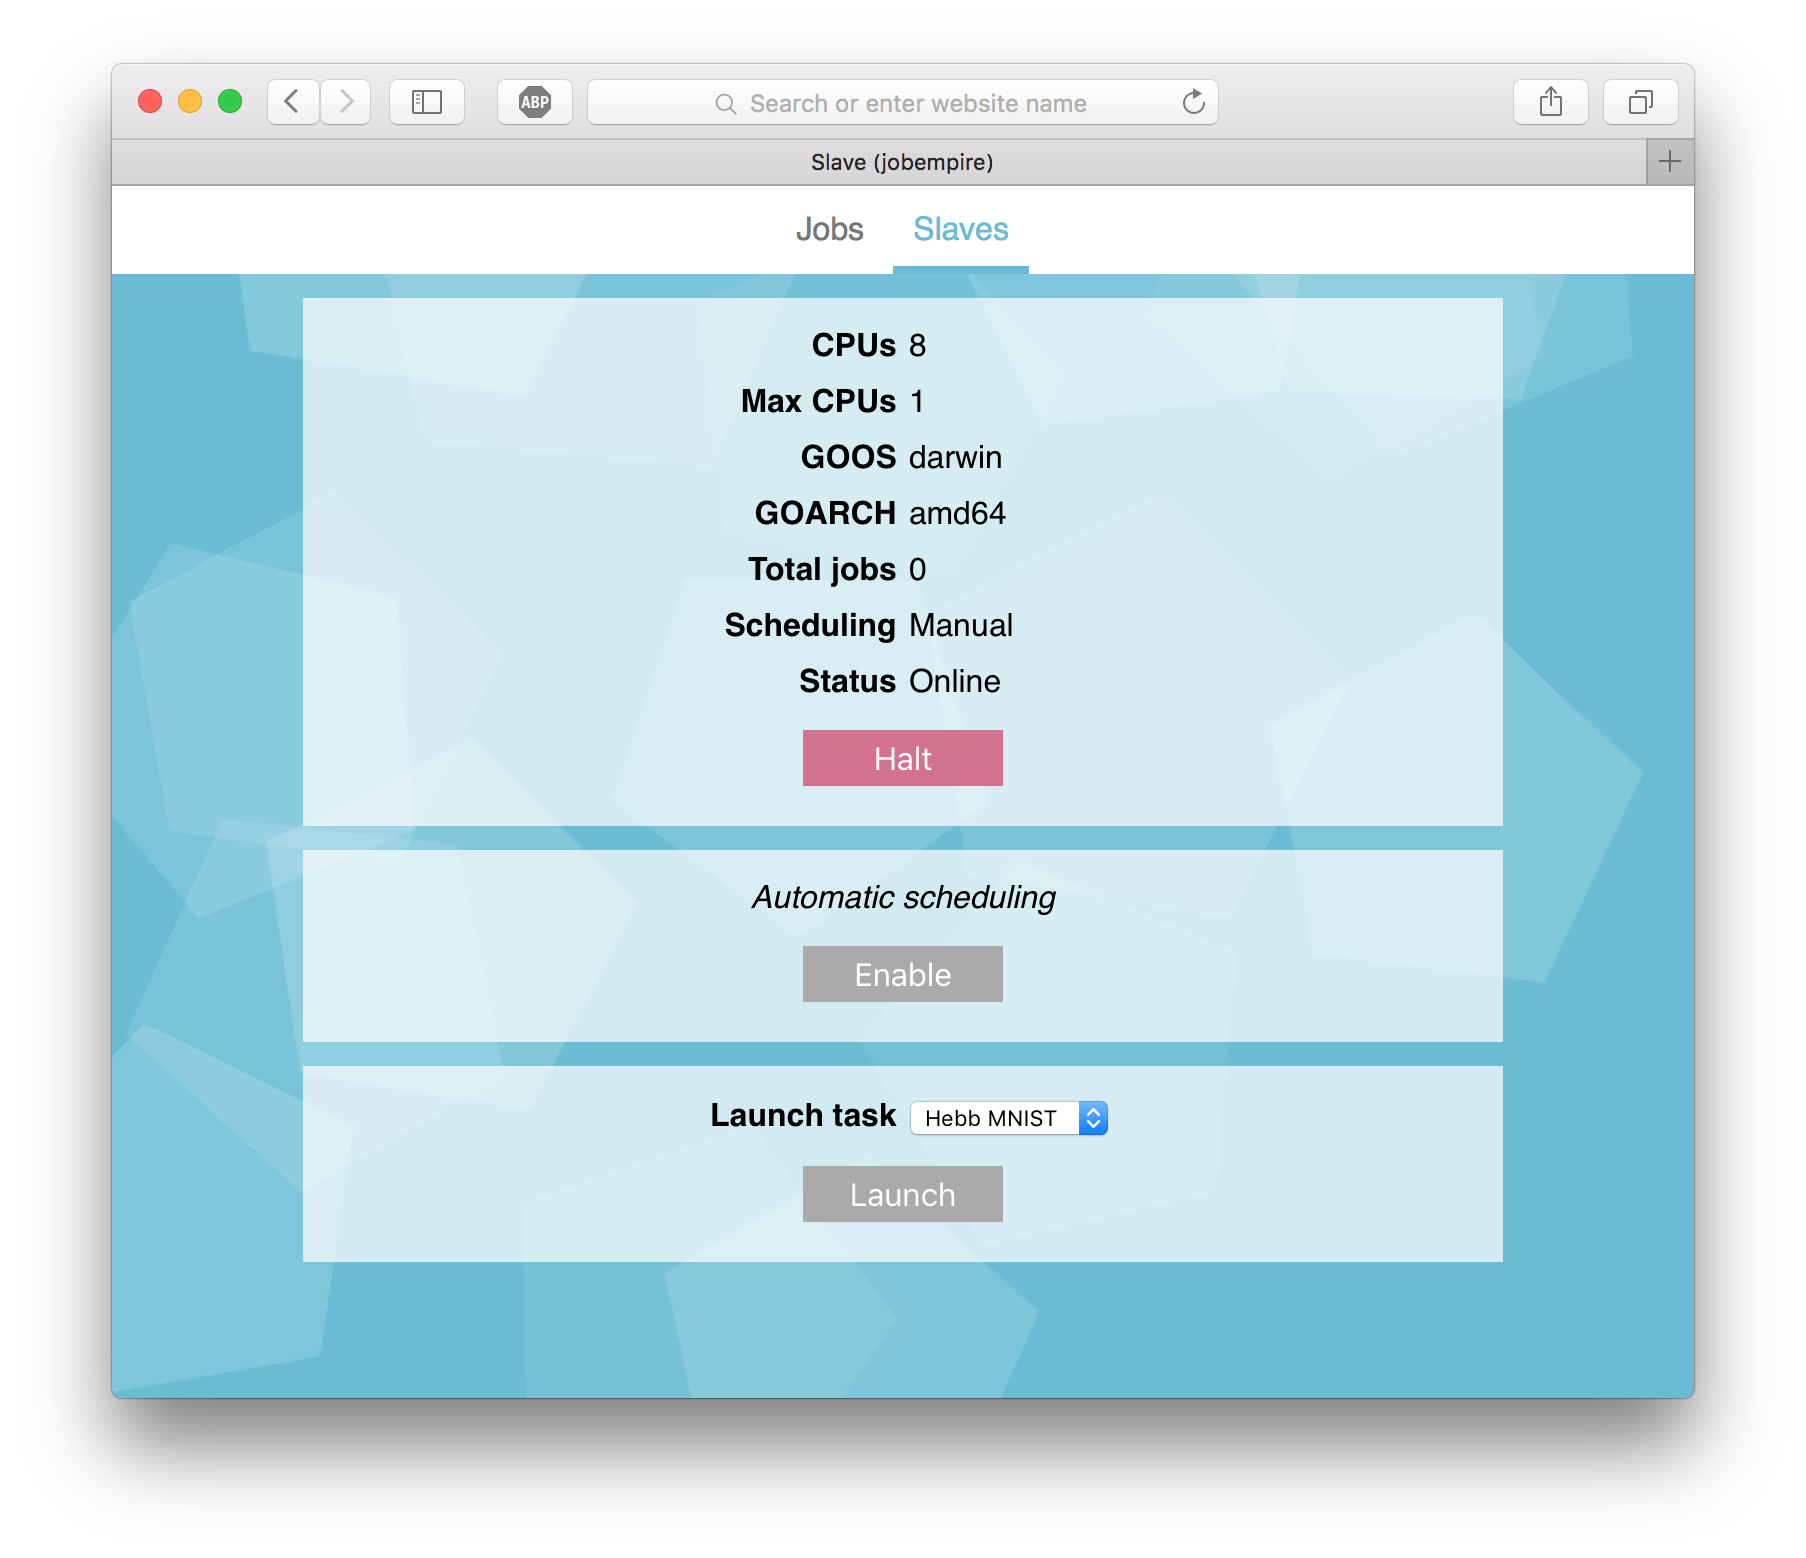 ABP
Search or enter website name
Slave (jobempire)
Jobs Slaves
CPUs 8
Max CPUs 1
GOOS darwin
GOARCH amd64
Total jobs 0
Scheduling Manual
Status Online
Halt
Automatic scheduling
Enable
Launch task Hebb MNIST
Launch